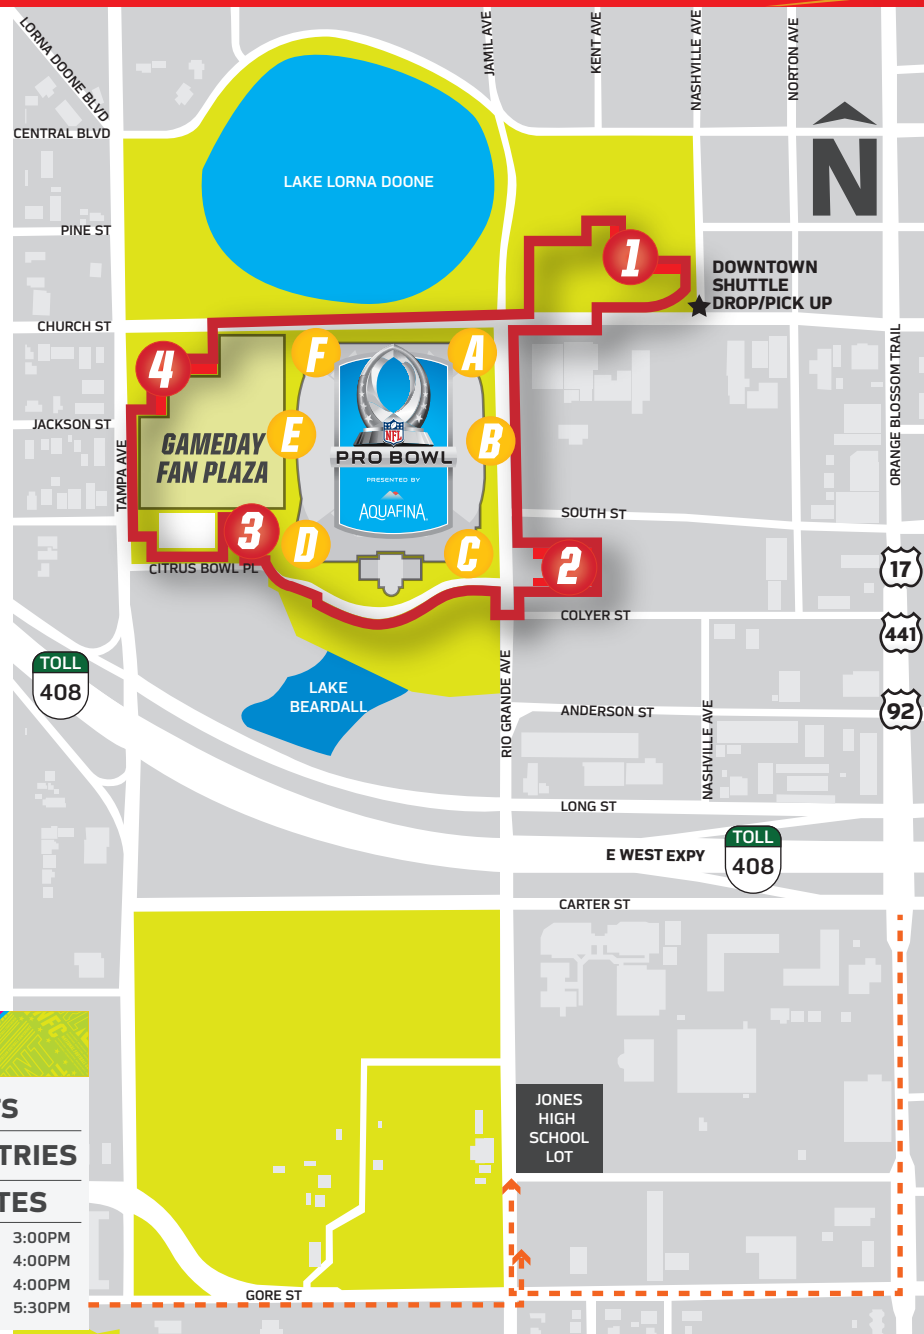 LORNA DOONE BLVD
JAMIL AVE
KENT AVE
NASHVILLE AVE
NORTON AVE
CENTRAL BLVD
N
LAKE LORNA DOONE
PINE ST
1
DOWNTOWN
SHUTTLE
DROP/PICK UP
CHURCH ST
ORANGE BLOSSOM TRAIL
4
F
A
JACKSON ST
TAMPA AVE
GAMEDAY
FAN PLAZA
E
B
NFL
PRO BOWL
PRESENTED BY
AQUAFINA
SOUTH ST
3
D
C
2
CITRUS BOWL PL
17
COLYER ST
441
TOLL
408
LAKE
BEARDALL
RIO GRANDE AVE
ANDERSON ST
NASHVILLE AVE
92
LONG ST
E WEST EXPY
TOLL
408
CARTER ST
JONES
HIGH
SCHOOL
LOT
3:00PM
4:00PM
4:00PM
5:30PM
GORE ST